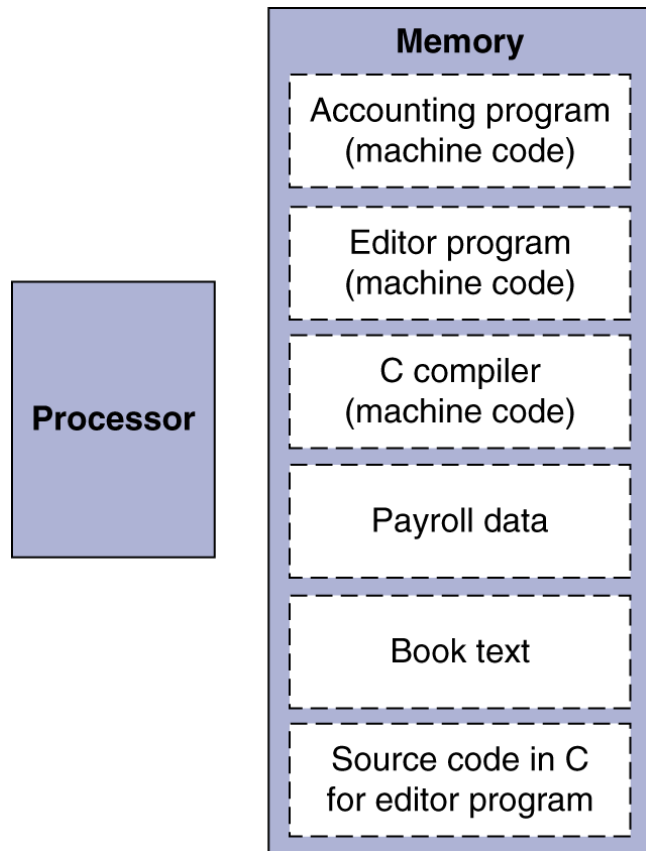 Memory
Accounting program
(machine code)
Editor program
(machine code)
C compiler
(machine code)
Processor
Payroll data
Book text
Source code in C
for editor program